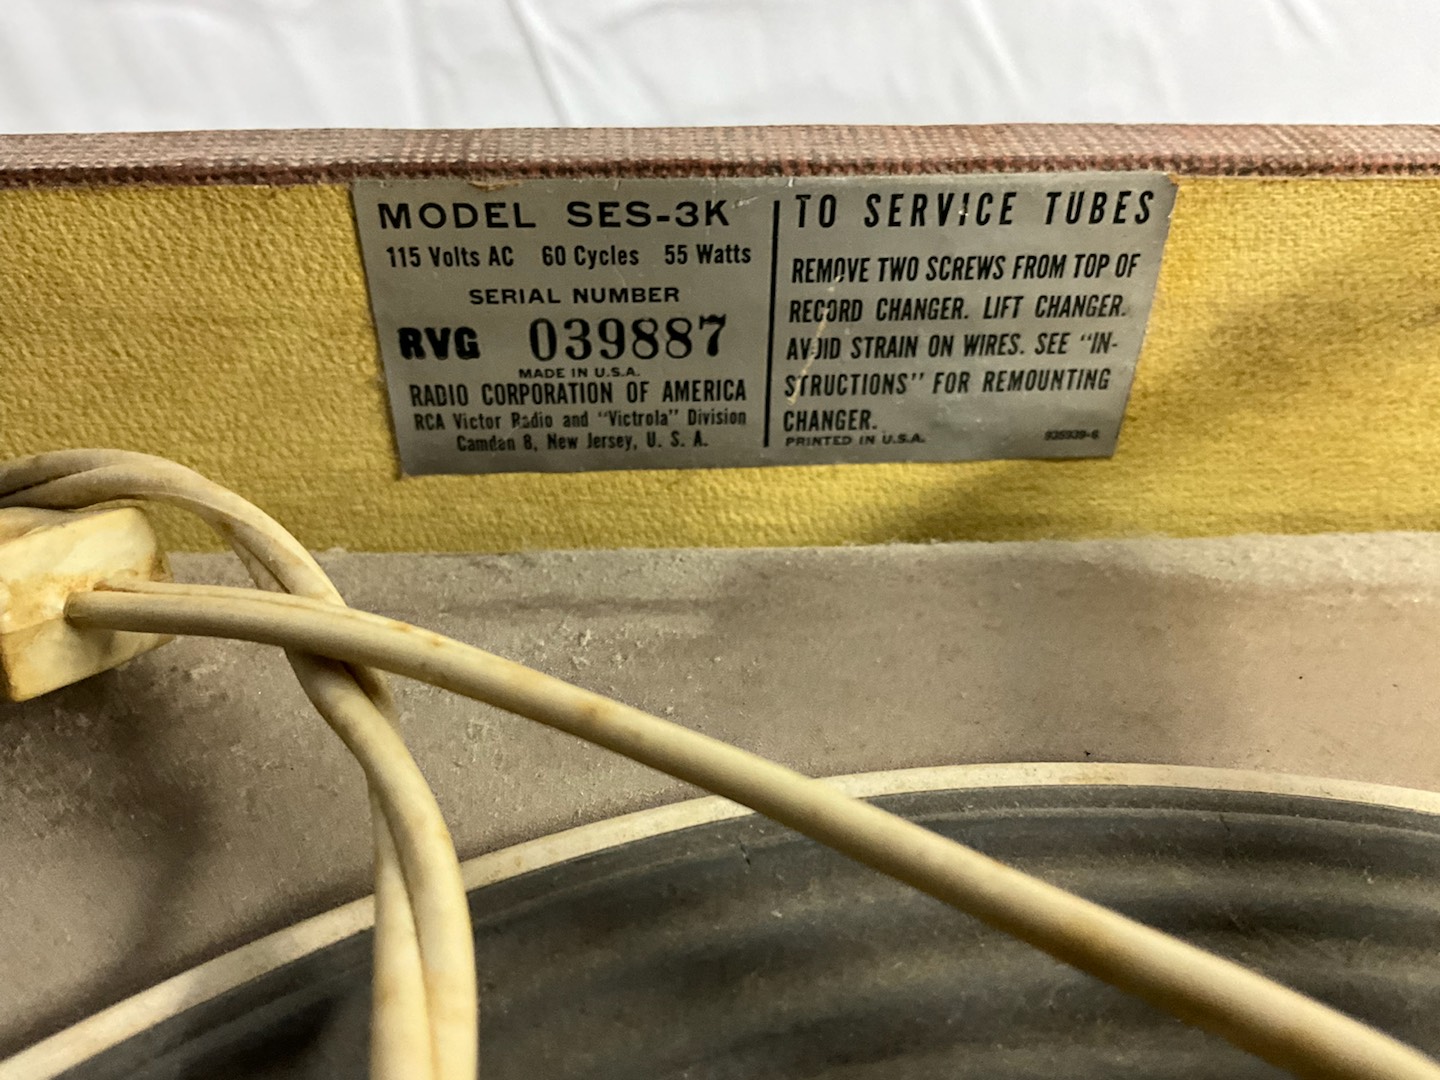 MODEL SES-3K
115 Volts AC 60 Cycles 55 Watts
SERIAL NUMBER
RVG 039887
MADE IN U.S.A.
RADIO CORPORATION OF AMERICA
RCA Victor Radio and "Victrola" Division
Camden 8, New Jersey, U. S. A.
TO SERVICE TUBES
REMOVE TWO SCREWS FROM TOP OF
RECORD CHANGER. LIFT CHANGER.
AVOID STRAIN ON WIRES. SEE "IN-
STRUCTIONS" FOR REMOUNTING
CHANGER.
PRINTED IN U.S.A.